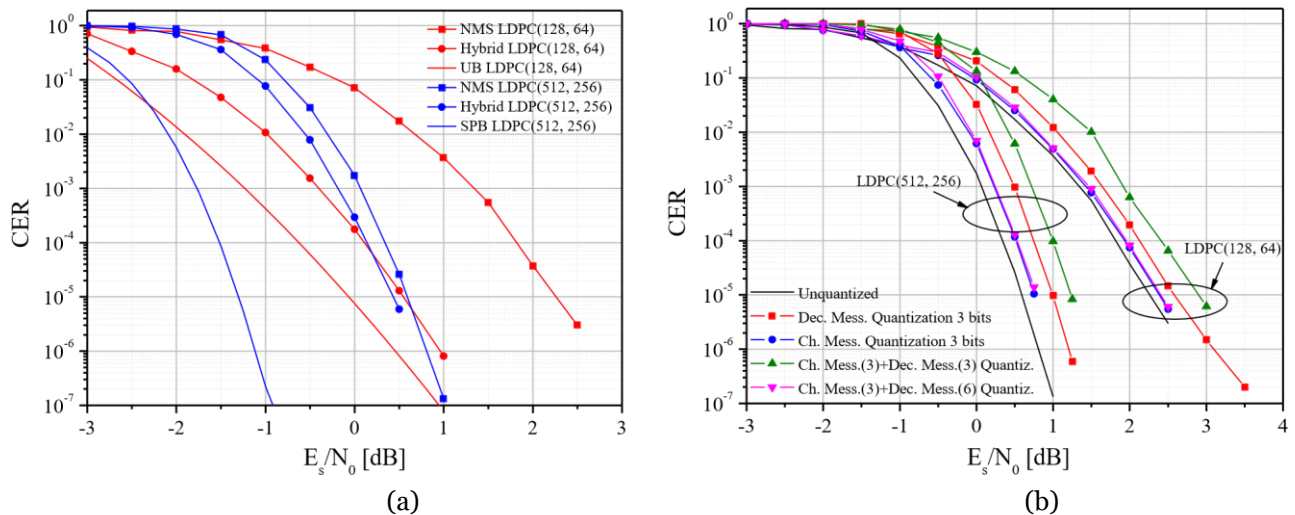 (a)
10^0
10^-1
10^-2
10^-3
10^-4
10^-5
10^-6
10^-7
CER
-3 -2 -1 0 1 2 3
E_s/N_0 [dB]
NMS LDPC(128, 64)
Hybrid LDPC(128, 64)
UB LDPC(128, 64)
NMS LDPC(512, 256)
Hybrid LDPC(512, 256)
SPB LDPC(512, 256)
(b)
10^0
10^-1
10^-2
10^-3
10^-4
10^-5
10^-6
10^-7
CER
-3 -2 -1 0 1 2 3 4
E_s/N_0 [dB]
LDPC(512, 256)
LDPC(128, 64)
Unquantized
Dec. Mess. Quantization 3 bits
Ch. Mess. Quantization 3 bits
Ch. Mess.(3)+Dec. Mess.(3) Quantiz.
Ch. Mess.(3)+Dec. Mess.(6) Quantiz.